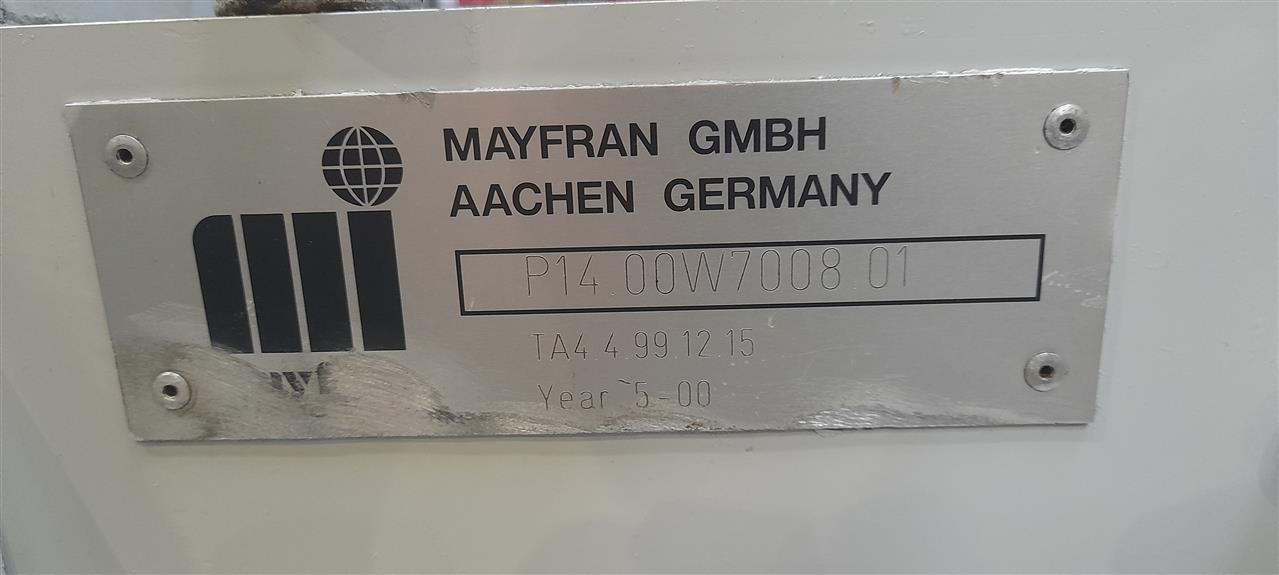 MAYFRAN GMBH
AACHEN GERMANY
P14.00W7008.01
TA4.4.99.12.15
Year 5-00